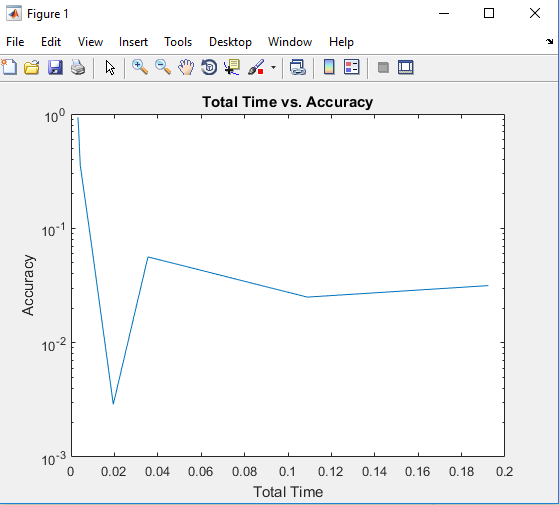 Figure 1
File Edit View Insert Tools Desktop Window Help
Total Time vs. Accuracy
10^0
10^-1
10^-2
10^-3
Accuracy
0 0.02 0.04 0.06 0.08 0.1 0.12 0.14 0.16 0.18 0.2
Total Time